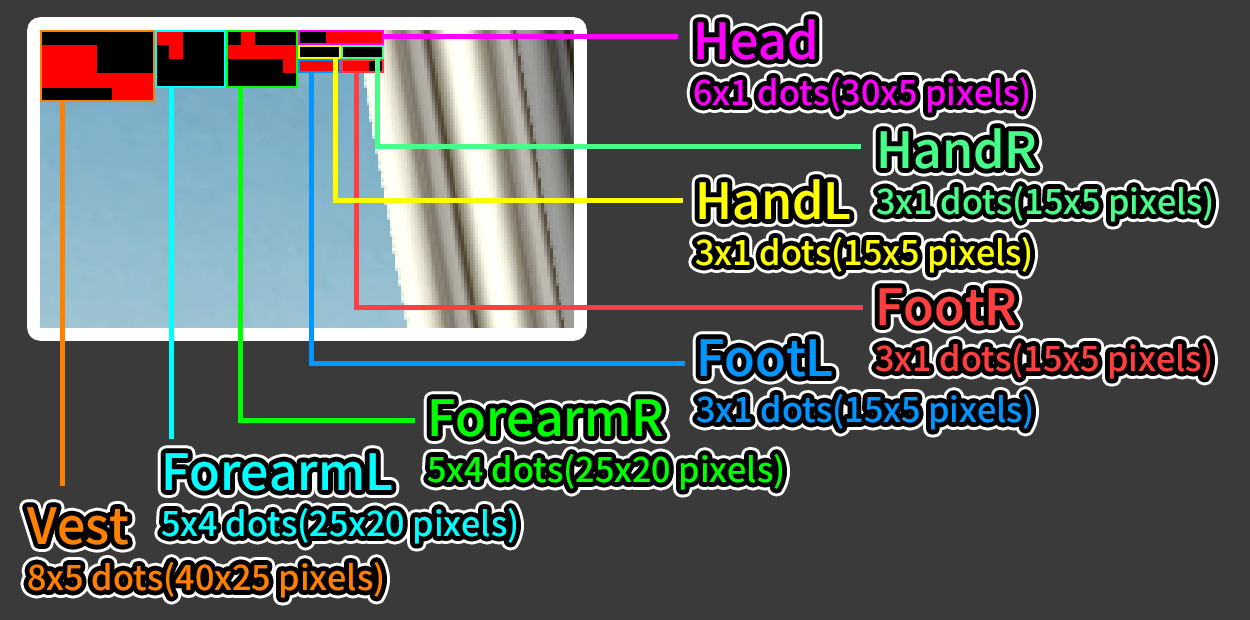 Head
6x1 dots(30x5 pixels)
HandR
3x1 dots(15x5 pixels)
HandL
3x1 dots(15x5 pixels)
FootR
3x1 dots(15x5 pixels)
FootL
3x1 dots(15x5 pixels)
ForearmR
5x4 dots(25x20 pixels)
ForearmL
5x4 dots(25x20 pixels)
Vest
8x5 dots(40x25 pixels)